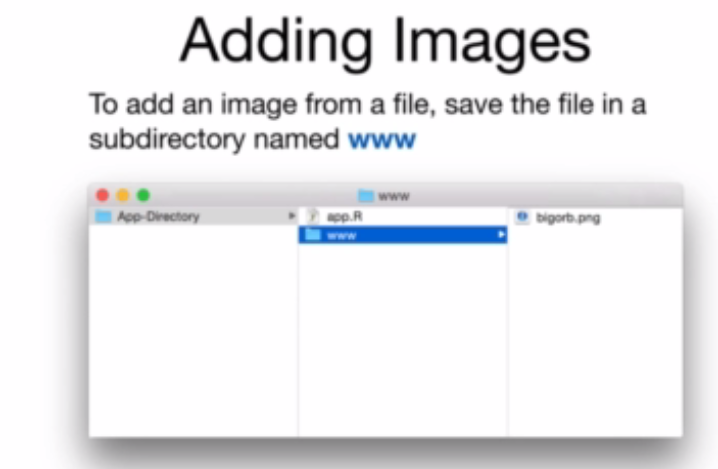 Adding Images
To add an image from a file, save the file in a
subdirectory named www
www
App-Directory
app.R
www
bigorb.png